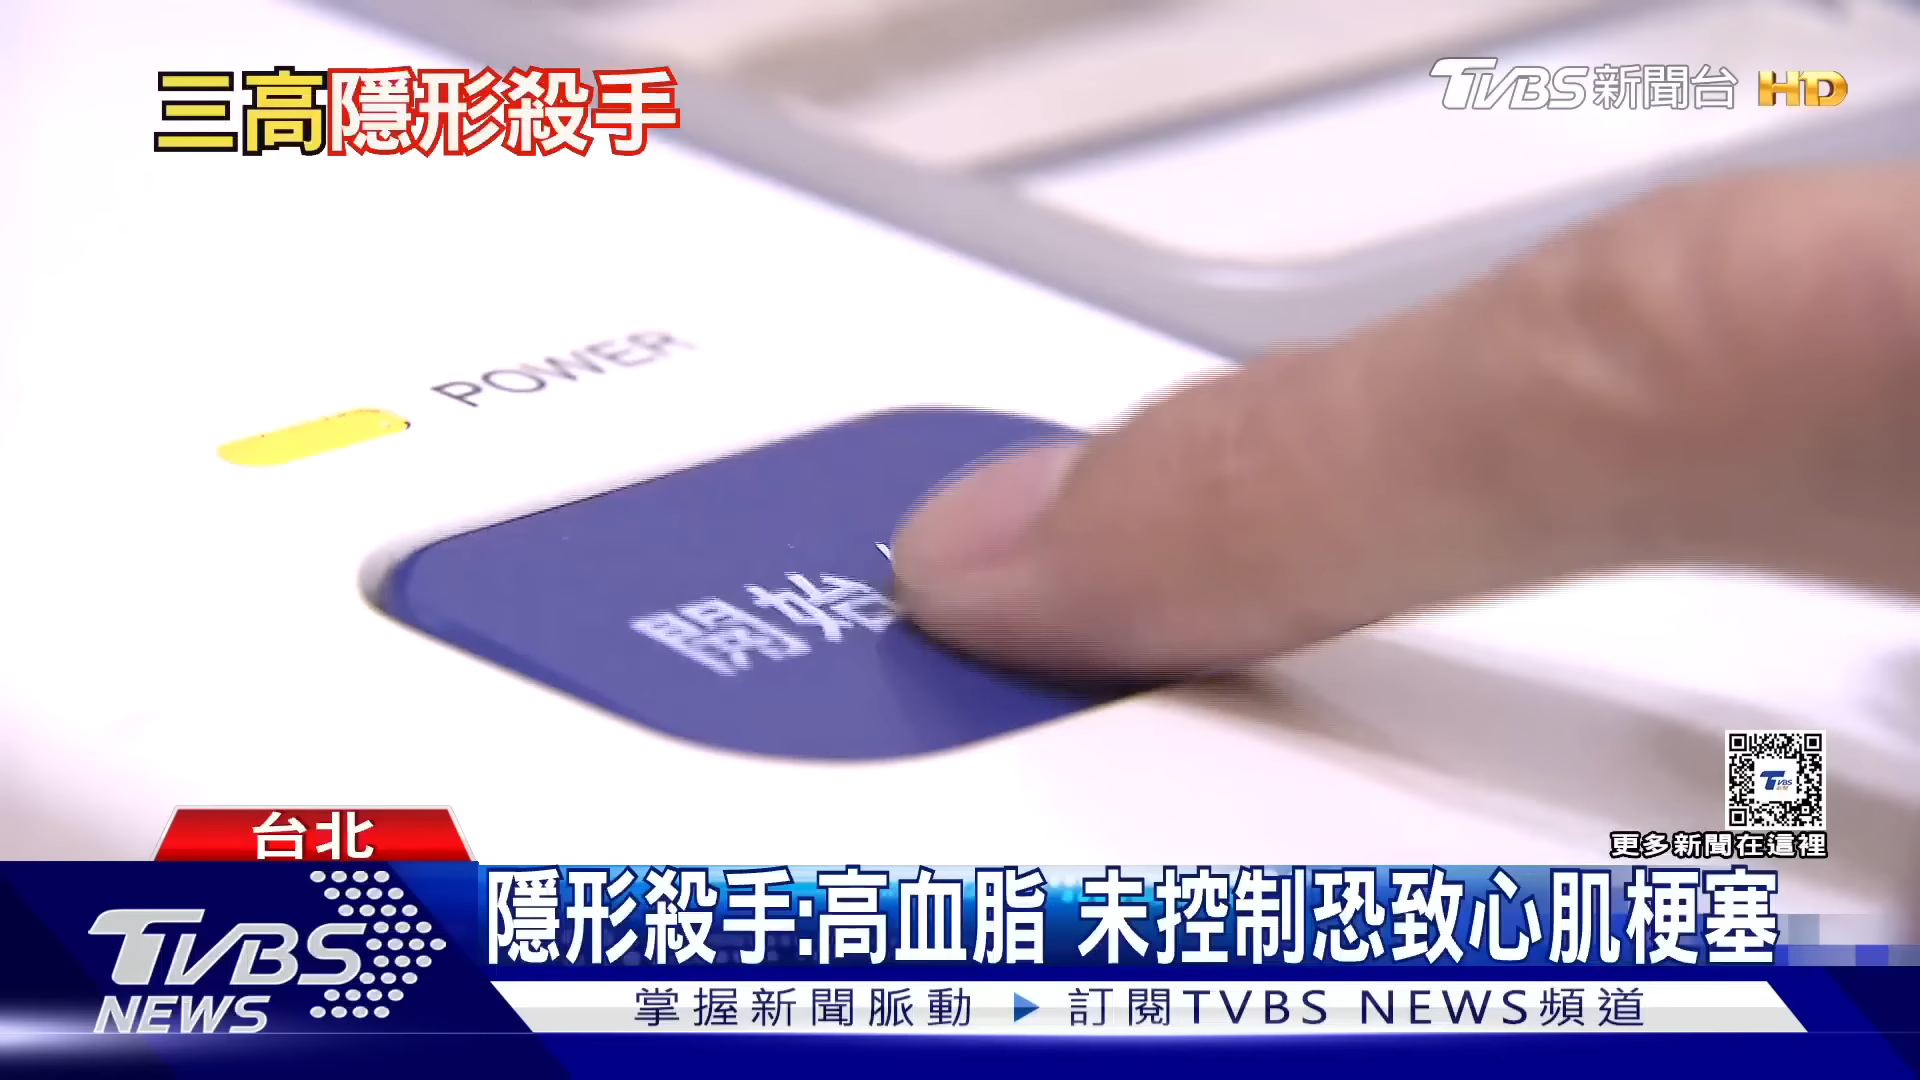 三高隱形殺手
TVBS新聞台 HD
POWER
開始
更多新聞在這裡
台北
隱形殺手:高血脂 未控制恐致心肌梗塞
TVBS
NEWS
掌握新聞脈動 ▶ 訂閱TVBS NEWS頻道